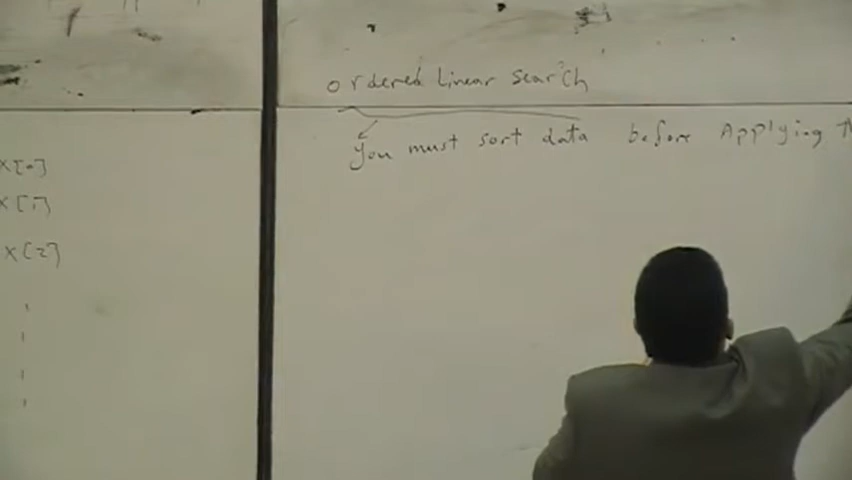 ordered Linear Search
you must sort data before Applying
X[0]
X[1]
X[2]